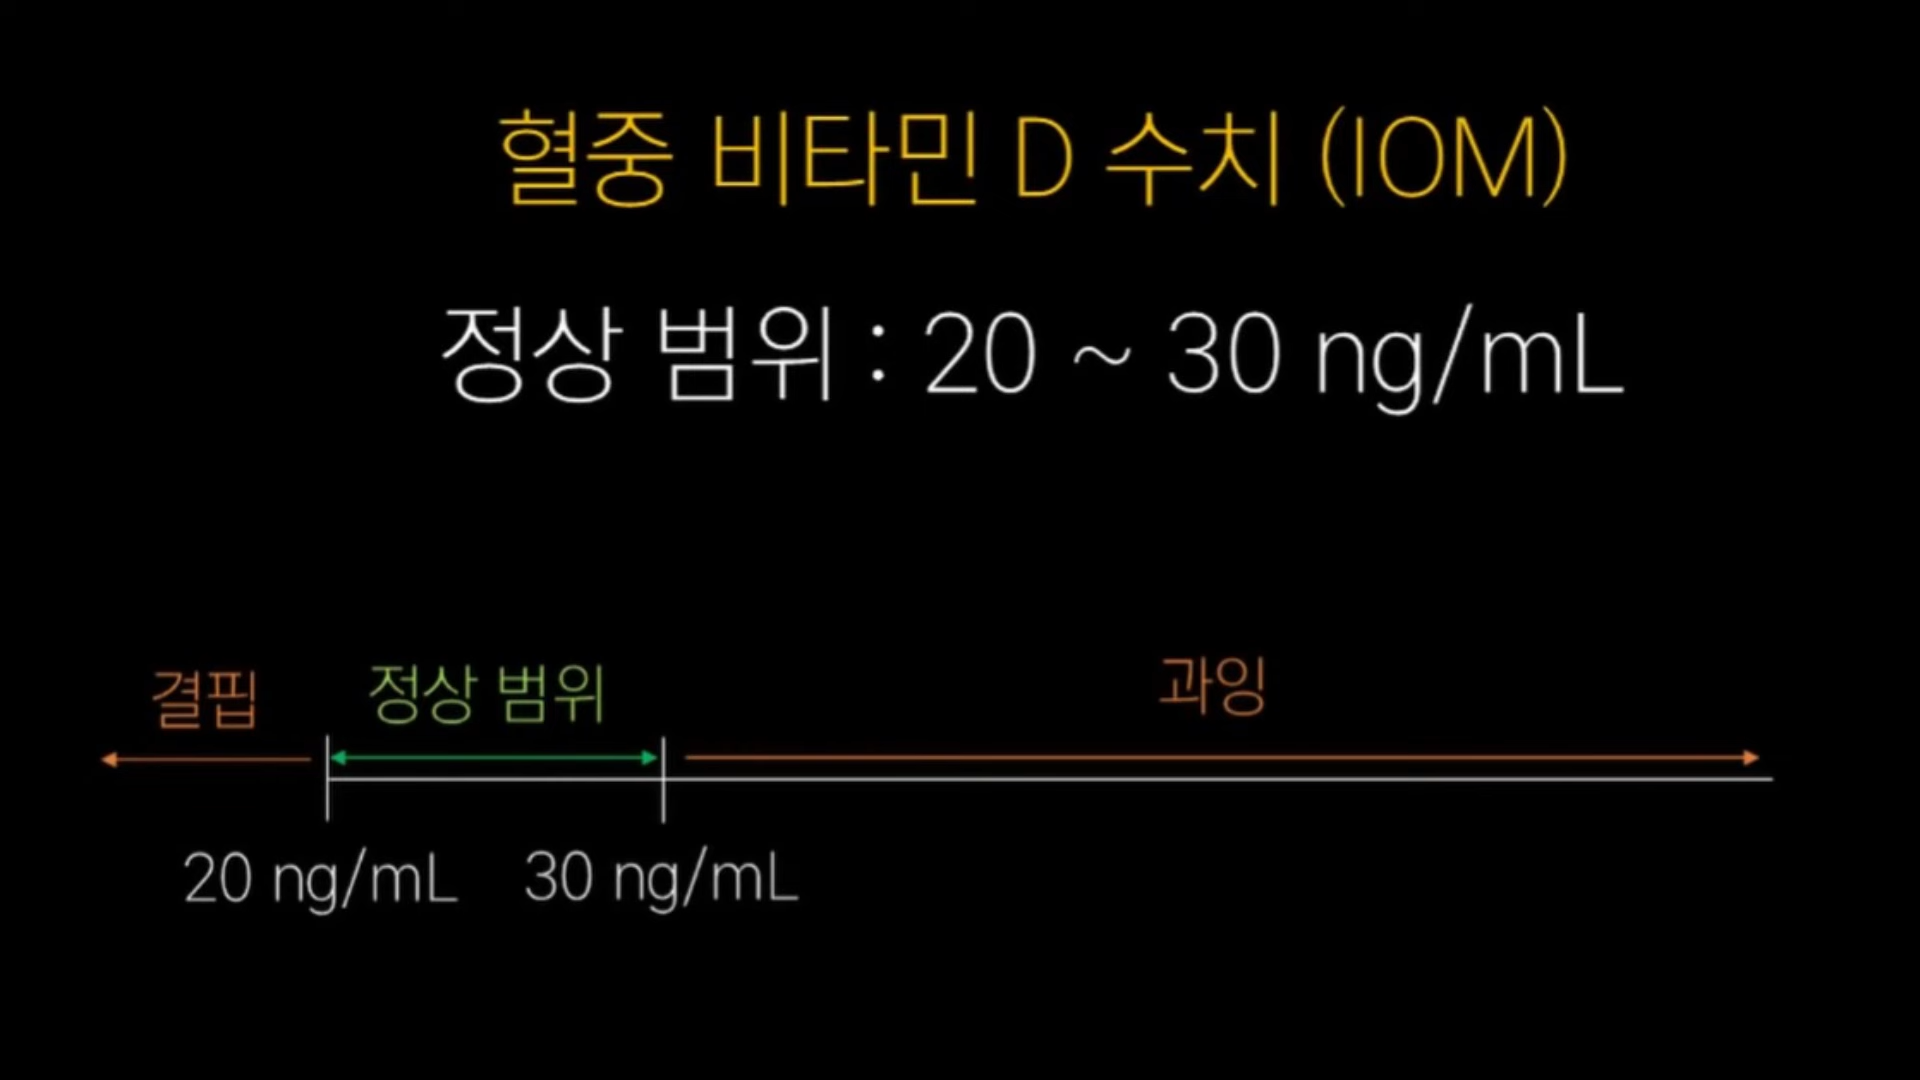 혈중 비타민 D 수치 (IOM)
정상 범위 : 20 ~ 30 ng/mL
결핍 정상 범위 과잉
20 ng/mL 30 ng/mL